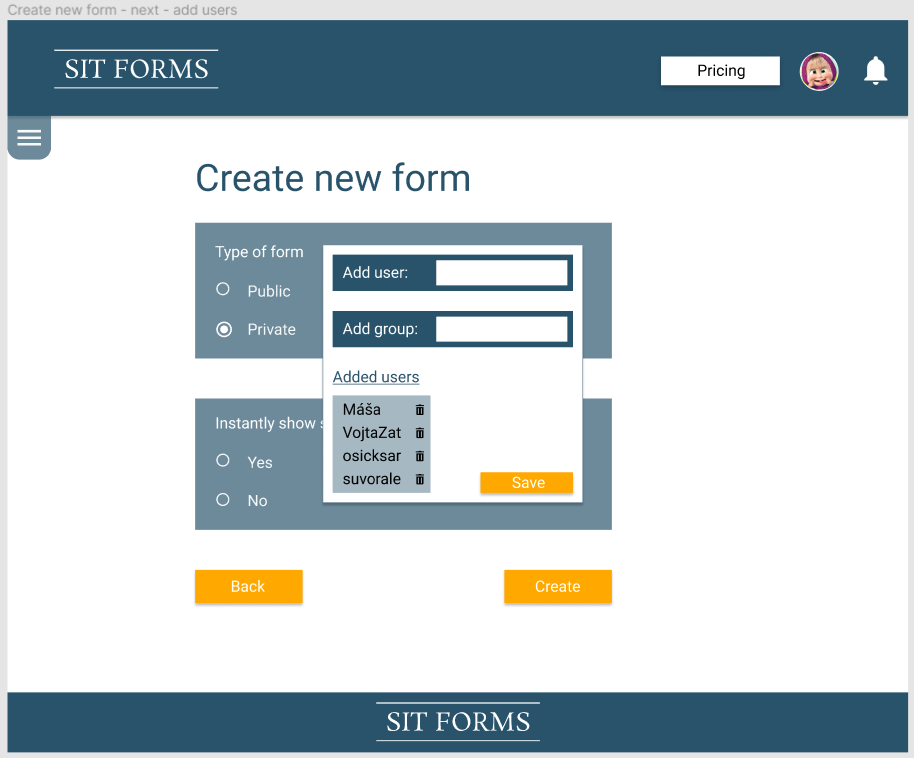 Create new form - next - add users
SIT FORMS
Pricing
Create new form
Type of form
Public
Private
Add user:
Add group:
Added users
Máša
VojtaZat
osicksar
suvorale
Save
Instantly show
Yes
No
Back
Create
SIT FORMS